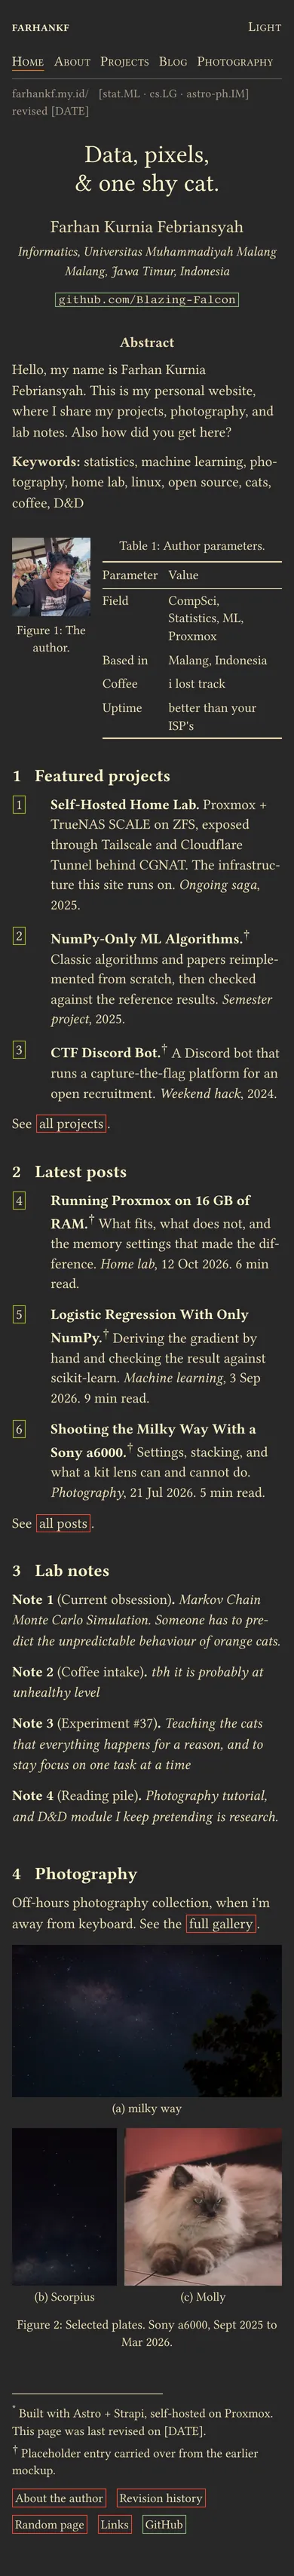 FARHANKF Light
Home About Projects Blog Photography
farhankf.my.id/ [stat.ML · cs.LG · astro-ph.IM]
revised [DATE]
Data, pixels,
& one shy cat.
Farhan Kurnia Febriansyah
Informatics, Universitas Muhammadiyah Malang
Malang, Jawa Timur, Indonesia
github.com/Blazing-Falcon
Abstract
Hello, my name is Farhan Kurnia
Febriansyah. This is my personal website,
where I share my projects, photography, and
lab notes. Also how did you get here?
Keywords: statistics, machine learning, pho-
tography, home lab, linux, open source, cats,
coffee, D&D
Figure 1: The
author.
Table 1: Author parameters.
Parameter Value
Field CompSci,
Statistics, ML,
Proxmox
Based in Malang, Indonesia
Coffee i lost track
Uptime better than your
ISP's
1 Featured projects
1 Self-Hosted Home Lab. Proxmox +
TrueNAS SCALE on ZFS, exposed
through Tailscale and Cloudflare
Tunnel behind CGNAT. The infrastruc-
ture this site runs on. Ongoing saga,
2025.
2 NumPy-Only ML Algorithms.†
Classic algorithms and papers reimple-
mented from scratch, then checked
against the reference results. Semester
project, 2025.
3 CTF Discord Bot.† A Discord bot that
runs a capture-the-flag platform for an
open recruitment. Weekend hack, 2024.
See all projects.
2 Latest posts
4 Running Proxmox on 16 GB of
RAM.† What fits, what does not, and
the memory settings that made the dif-
ference. Home lab, 12 Oct 2026. 6 min
read.
5 Logistic Regression With Only
NumPy.† Deriving the gradient by
hand and checking the result against
scikit-learn. Machine learning, 3 Sep
2026. 9 min read.
6 Shooting the Milky Way With a
Sony a6000.† Settings, stacking, and
what a kit lens can and cannot do.
Photography, 21 Jul 2026. 5 min read.
See all posts.
3 Lab notes
Note 1 (Current obsession). Markov Chain
Monte Carlo Simulation. Someone has to pre-
dict the unpredictable behaviour of orange cats.
Note 2 (Coffee intake). tbh it is probably at
unhealthy level
Note 3 (Experiment #37). Teaching the cats
that everything happens for a reason, and to
stay focus on one task at a time
Note 4 (Reading pile). Photography tutorial,
and D&D module I keep pretending is research.
4 Photography
Off-hours photography collection, when i'm
away from keyboard. See the full gallery.
(a) milky way
(b) Scorpius
(c) Molly
Figure 2: Selected plates. Sony a6000, Sept 2025 to
Mar 2026.
* Built with Astro + Strapi, self-hosted on Proxmox.
This page was last revised on [DATE].
† Placeholder entry carried over from the earlier
mockup.
About the author Revision history
Random page Links GitHub